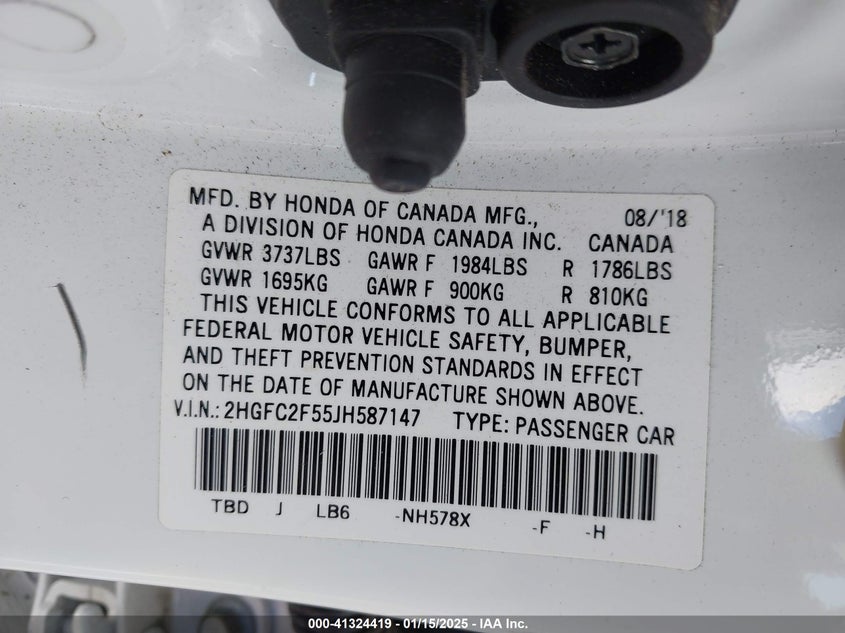 MFD. BY HONDA OF CANADA MFG., 08/'18
A DIVISION OF HONDA CANADA INC. CANADA
GVWR 3737LBS GAWR F 1984LBS R 1786LBS
GVWR 1695KG GAWR F 900KG R 810KG
THIS VEHICLE CONFORMS TO ALL APPLICABLE
FEDERAL MOTOR VEHICLE SAFETY, BUMPER,
AND THEFT PREVENTION STANDARDS IN EFFECT
ON THE DATE OF MANUFACTURE SHOWN ABOVE.
V.I.N.: 2HGFC2F55JH587147 TYPE: PASSENGER CAR
TBD J LB6 -NH578X -F -H
000-41324419 - 01/15/2025 - IAA Inc.